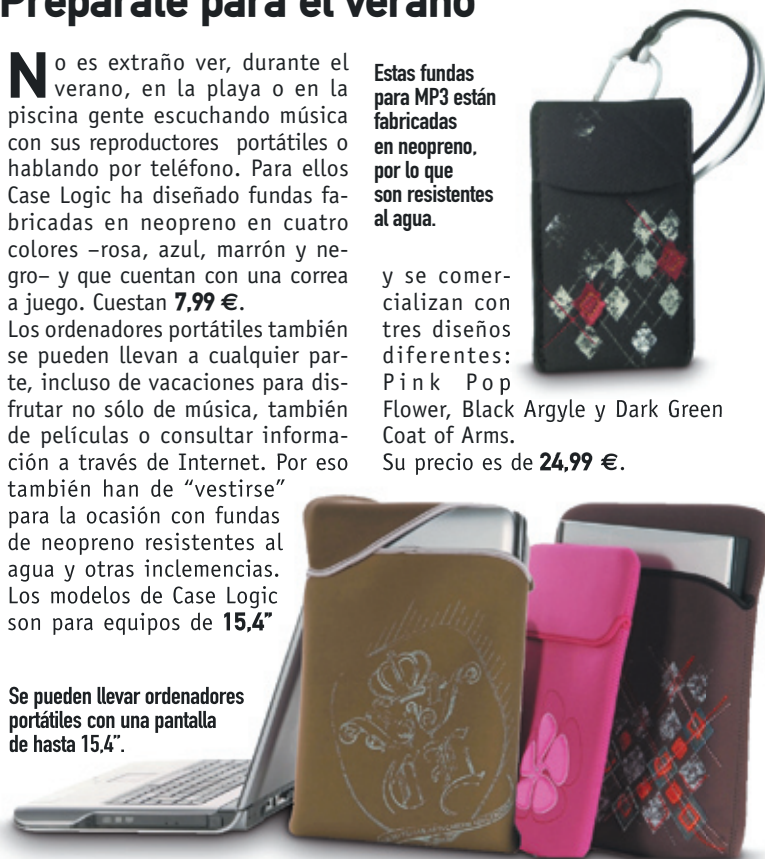 Prepárate para el verano
No es extraño ver, durante el
verano, en la playa o en la
piscina gente escuchando música
con sus reproductores portátiles o
hablando por teléfono. Para ellos
Case Logic ha diseñado fundas fa-
bricadas en neopreno en cuatro
colores –rosa, azul, marrón y ne-
gro– y que cuentan con una correa
a juego. Cuestan 7,99 €.
Los ordenadores portátiles también
se pueden llevan a cualquier par-
te, incluso de vacaciones para dis-
frutar no sólo de música, también
de películas o consultar informa-
ción a través de Internet. Por eso
también han de “vestirse”
para la ocasión con fundas
de neopreno resistentes al
agua y otras inclemencias.
Los modelos de Case Logic
son para equipos de 15,4”
y se comer-
cializan con
tres diseños
diferentes:
Pink Pop
Flower, Black Argyle y Dark Green
Coat of Arms.
Su precio es de 24,99 €.
Estas fundas
para MP3 están
fabricadas
en neopreno,
por lo que
son resistentes
al agua.
Se pueden llevar ordenadores
portátiles con una pantalla
de hasta 15,4”.